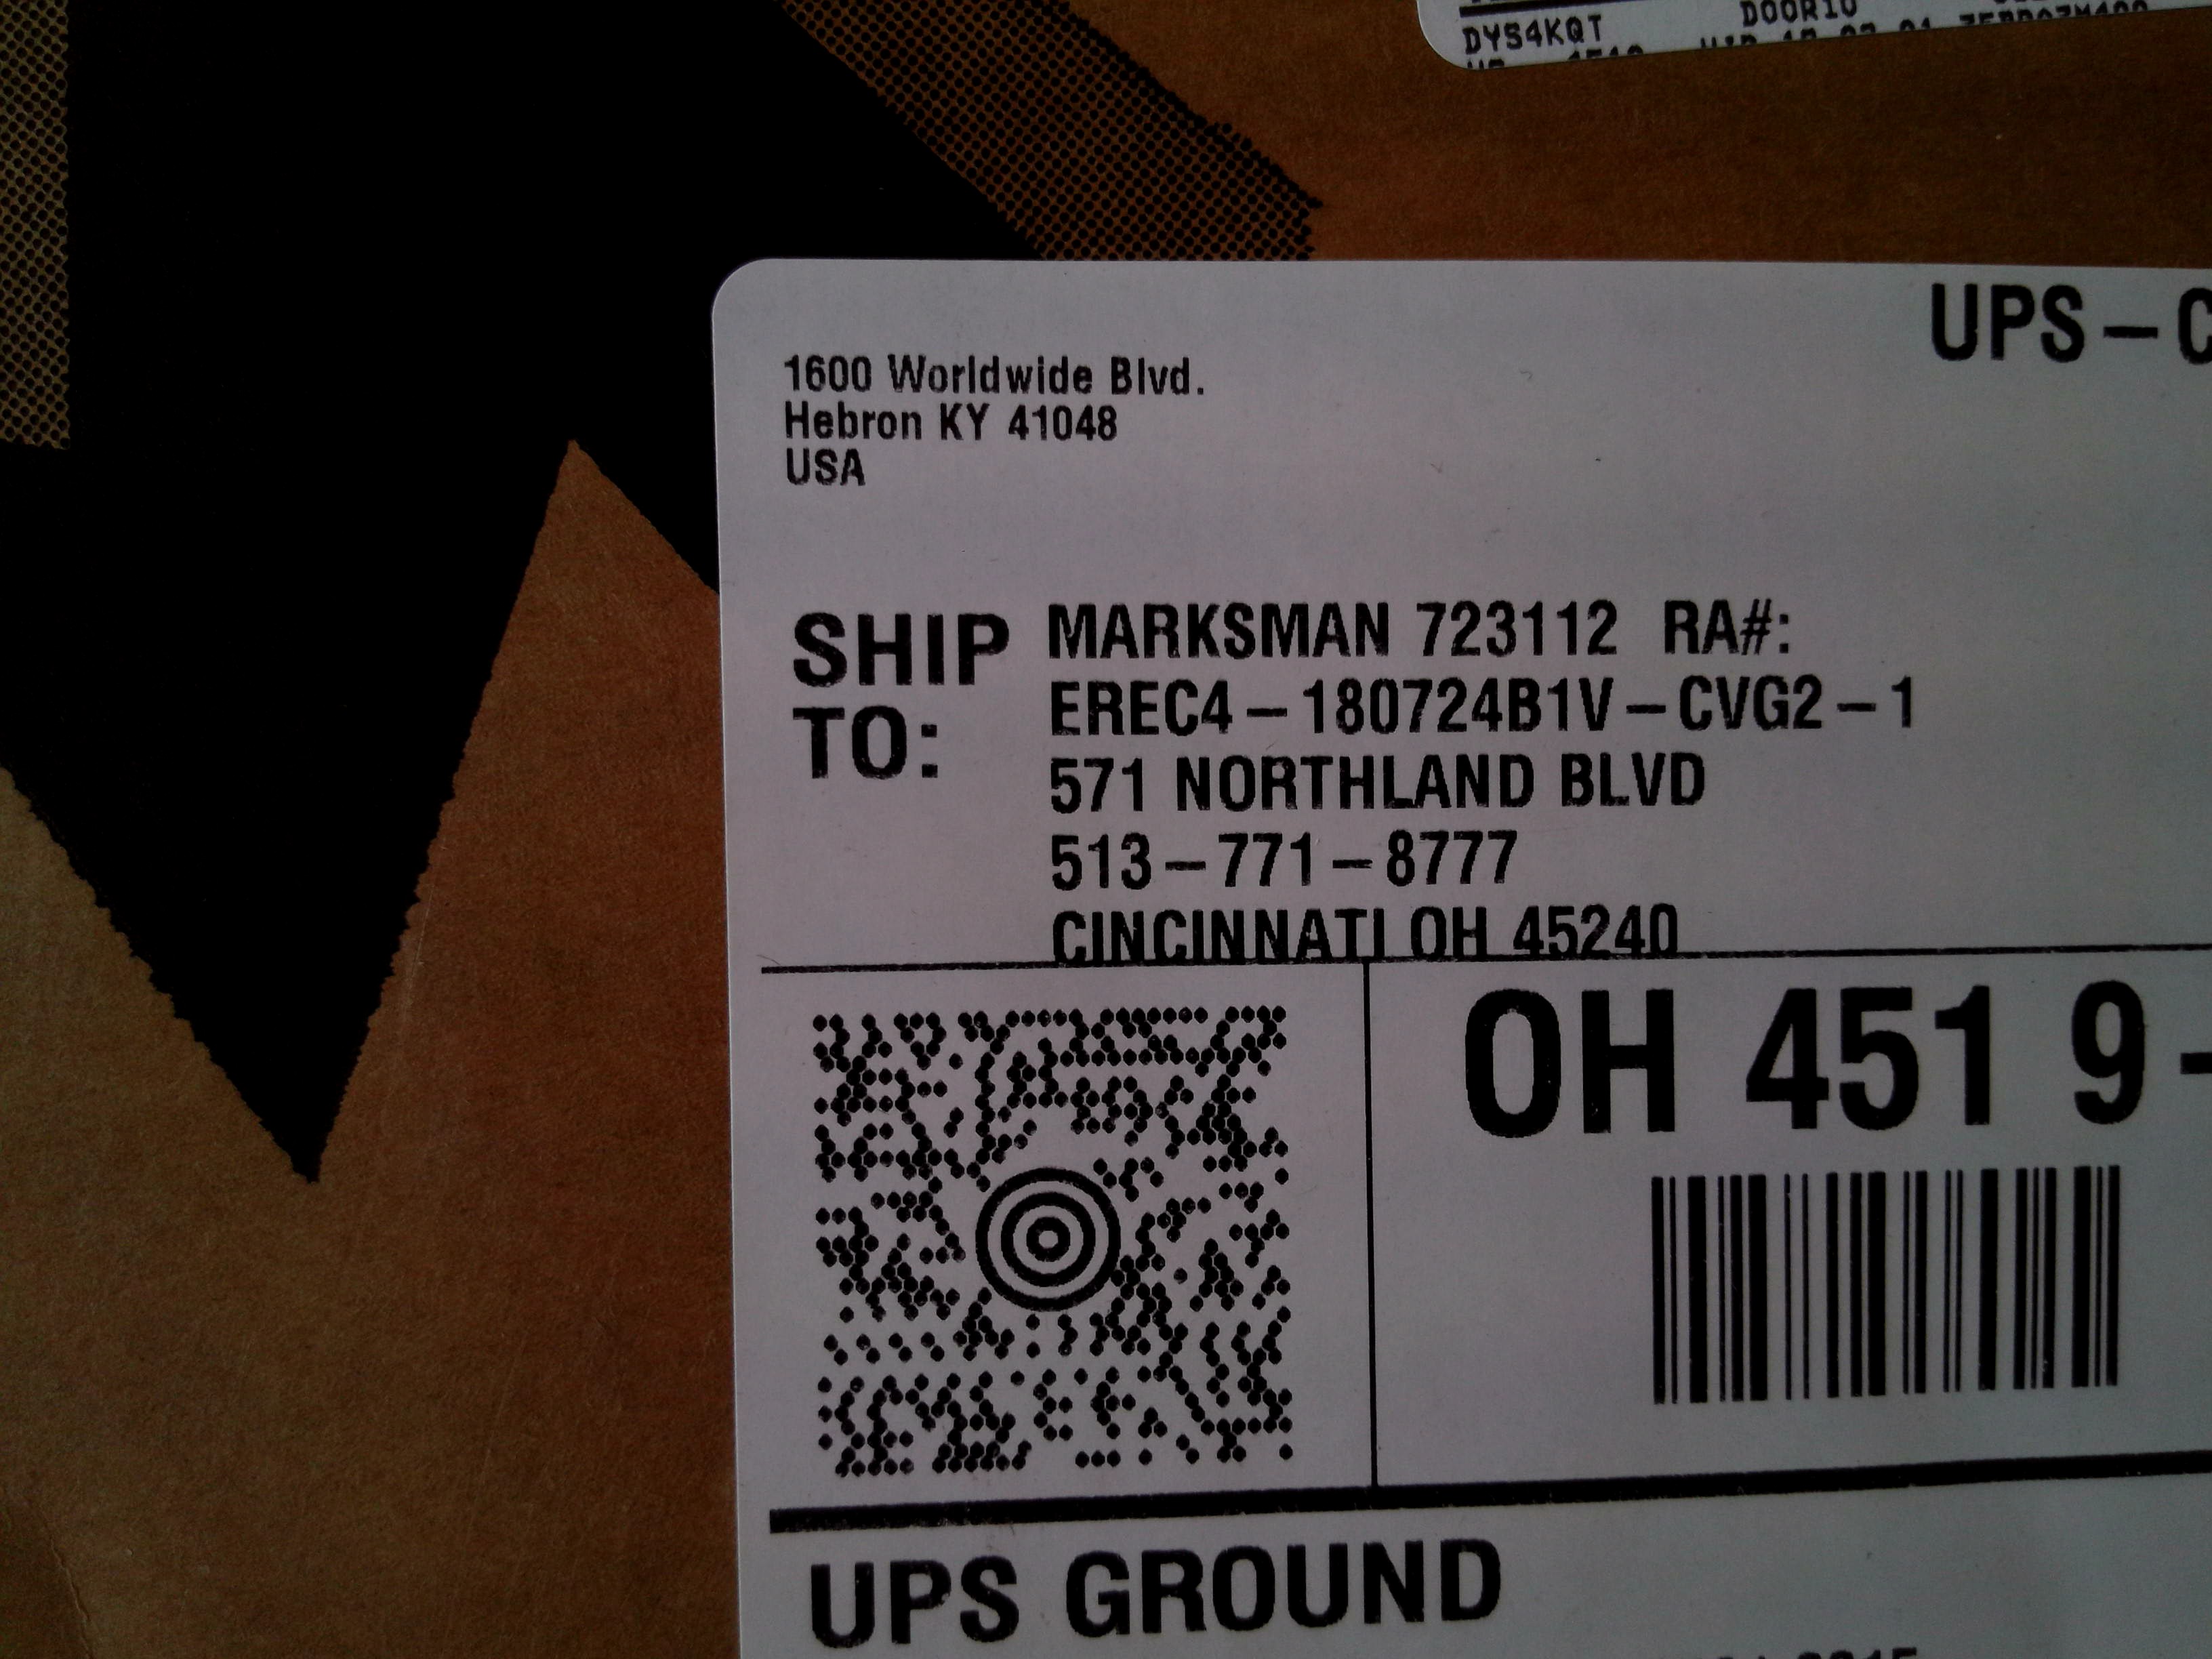 DYS4KQT DOOR10
1600 Worldwide Blvd.
Hebron KY 41048
USA
UPS – C
SHIP TO:
MARKSMAN 723112 RA#:
EREC4 – 180724B1V – CVG2 – 1
571 NORTHLAND BLVD
513 – 771 – 8777
CINCINNATI OH 45240
OH 451 9 -
UPS GROUND